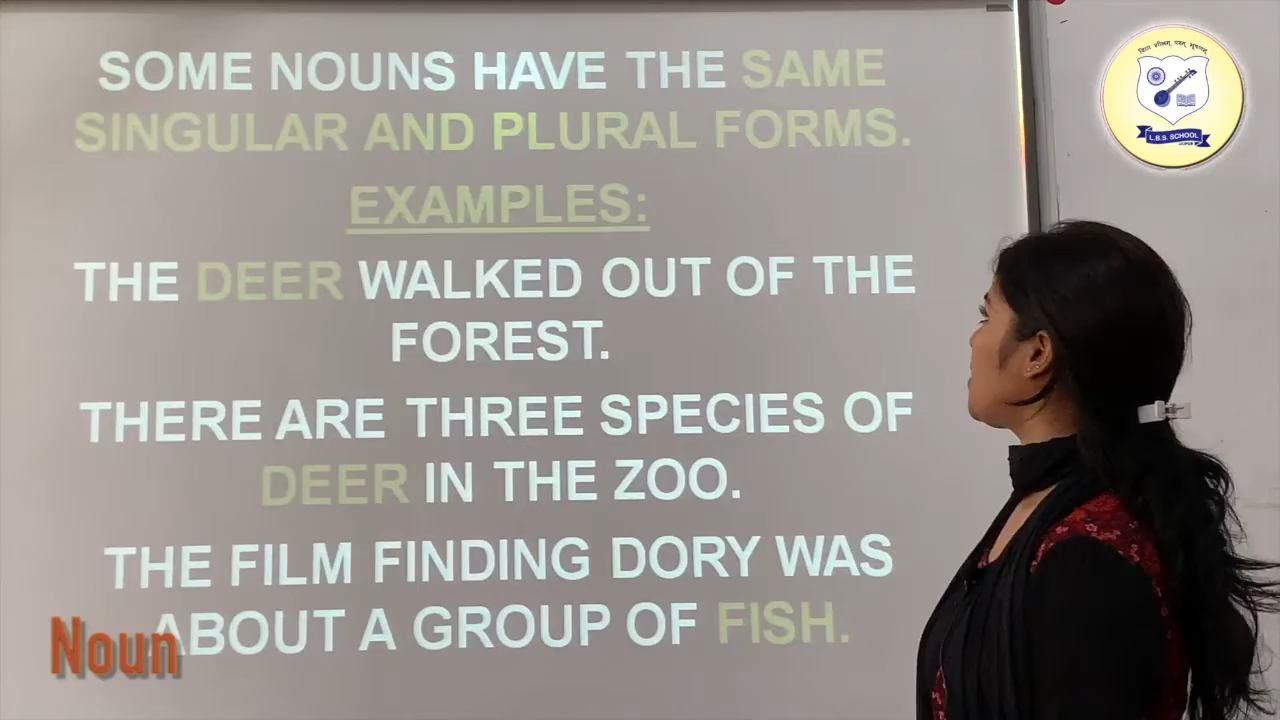 SOME NOUNS HAVE THE SAME
SINGULAR AND PLURAL FORMS.
EXAMPLES:
THE DEER WALKED OUT OF THE
FOREST.
THERE ARE THREE SPECIES OF
DEER IN THE ZOO.
THE FILM FINDING DORY WAS
ABOUT A GROUP OF FISH.
Noun
L.B.S. SCHOOL
JAIPUR